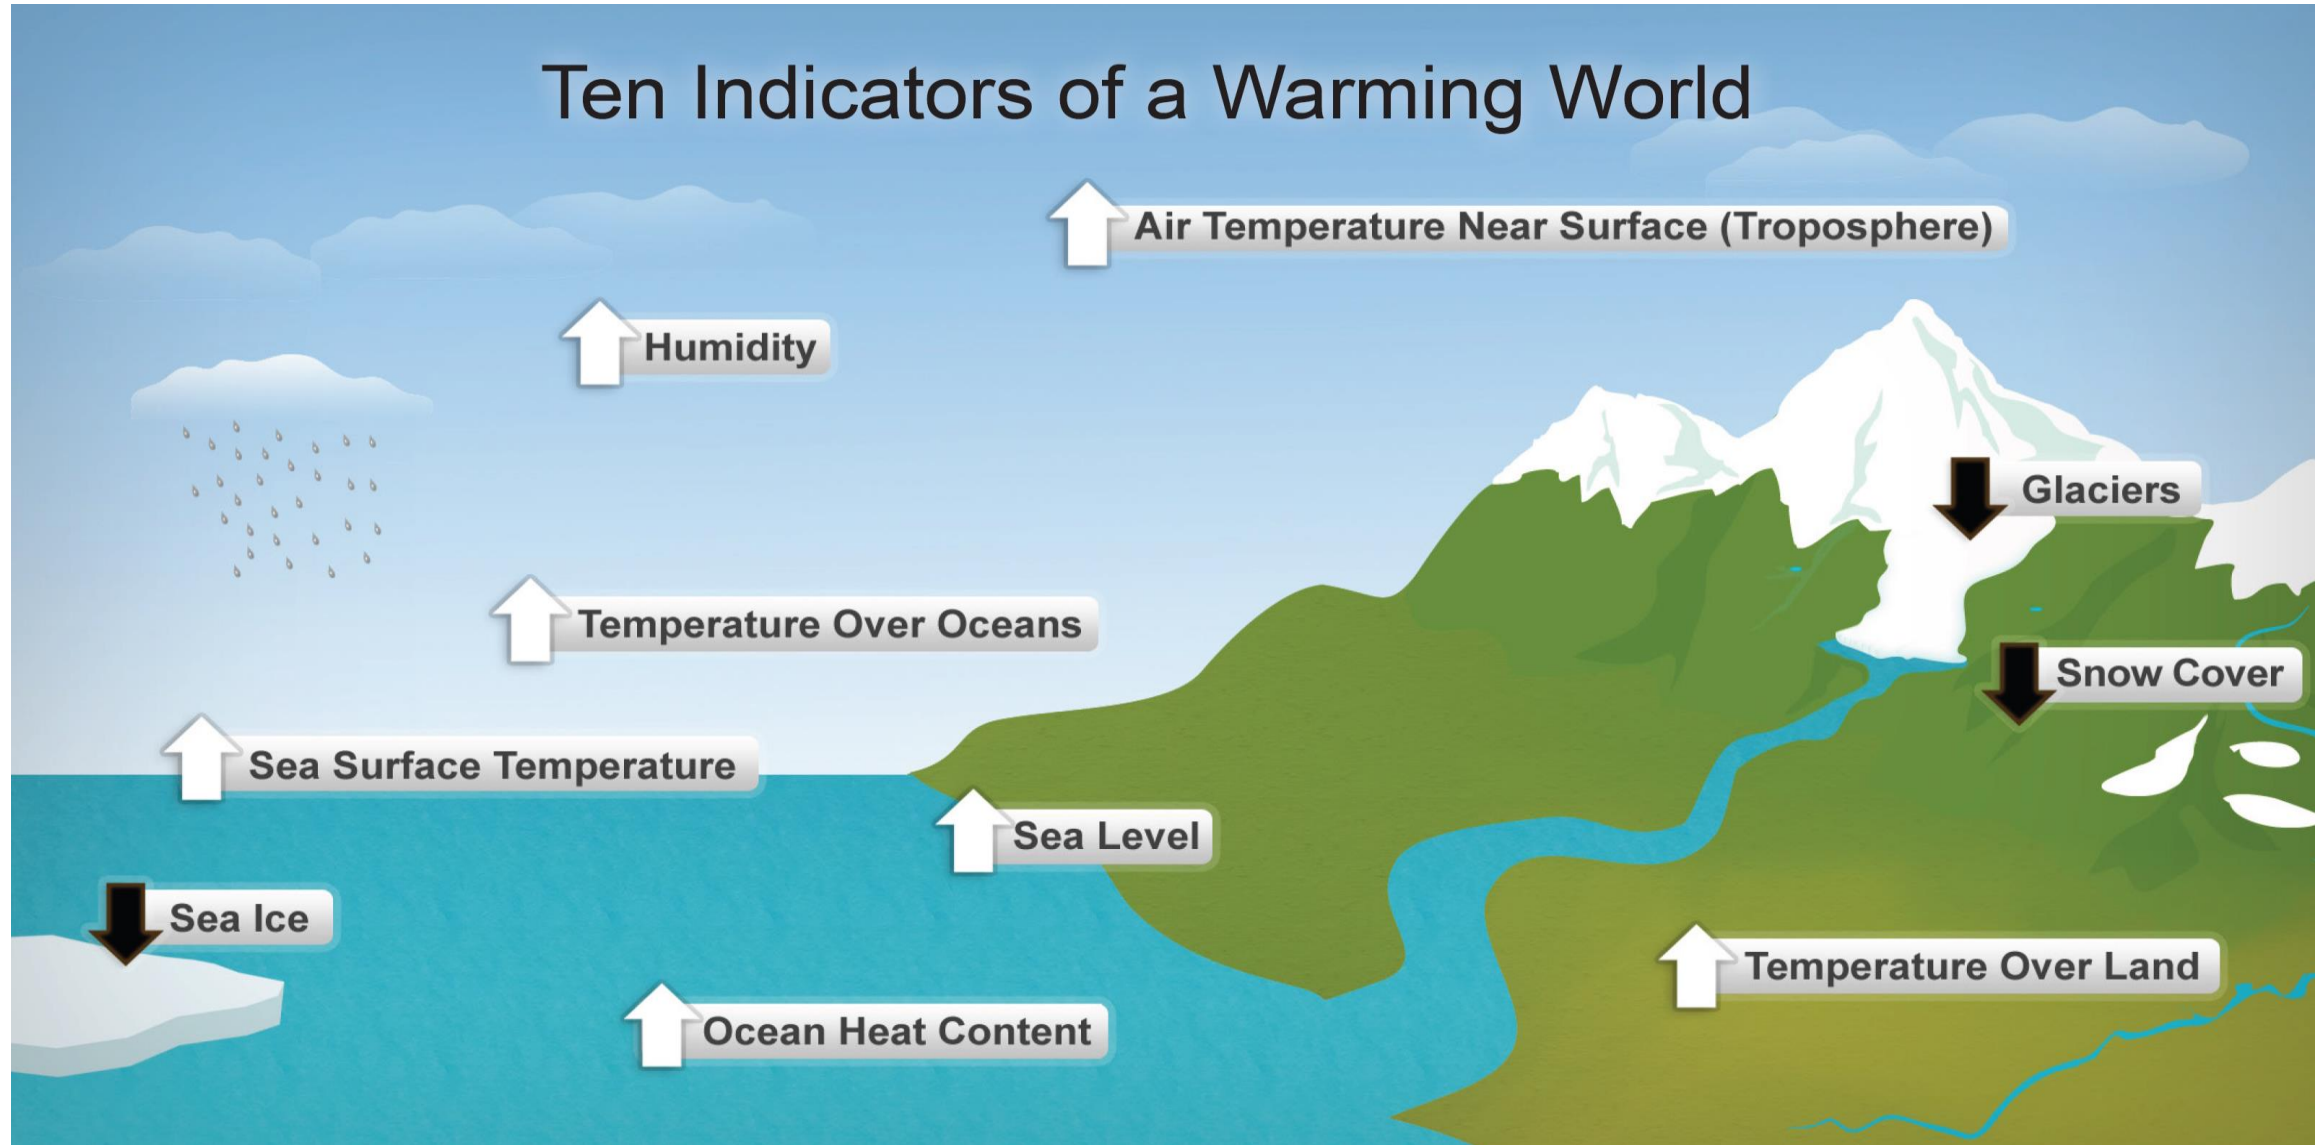 Ten Indicators of a Warming World
Air Temperature Near Surface (Troposphere)
Humidity
Glaciers
Temperature Over Oceans
Snow Cover
Sea Surface Temperature
Sea Level
Sea Ice
Temperature Over Land
Ocean Heat Content